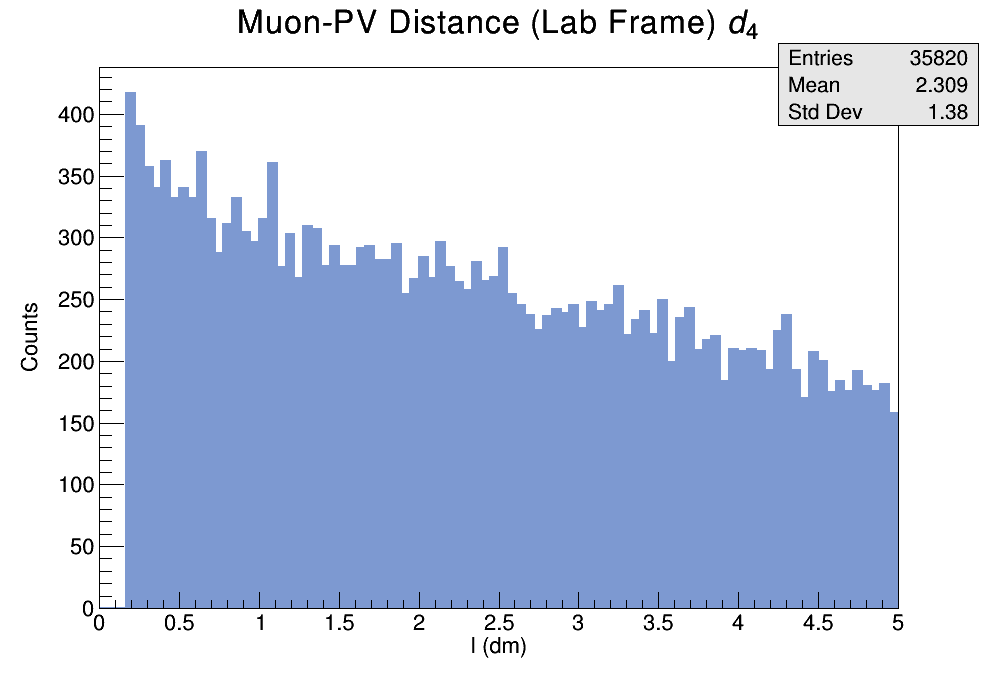 Muon-PV Distance (Lab Frame) d4
Entries 35820
Mean 2.309
Std Dev 1.38
Counts
400
350
300
250
200
150
100
50
0
0 0.5 1 1.5 2 2.5 3 3.5 4 4.5 5
l (dm)